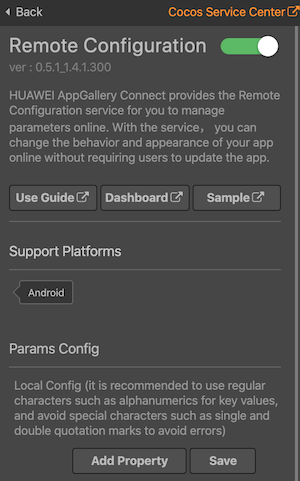 Back Cocos Service Center
Remote Configuration
ver : 0.5.1_1.4.1.300
HUAWEI AppGallery Connect provides the Remote
Configuration service for you to manage
parameters online. With the service， you can
change the behavior and appearance of your app
online without requiring users to update the app.
Use Guide Dashboard Sample
Support Platforms
Android
Params Config
Local Config (it is recommended to use regular
characters such as alphanumerics for key values,
and avoid special characters such as single and
double quotation marks to avoid errors)
Add Property Save